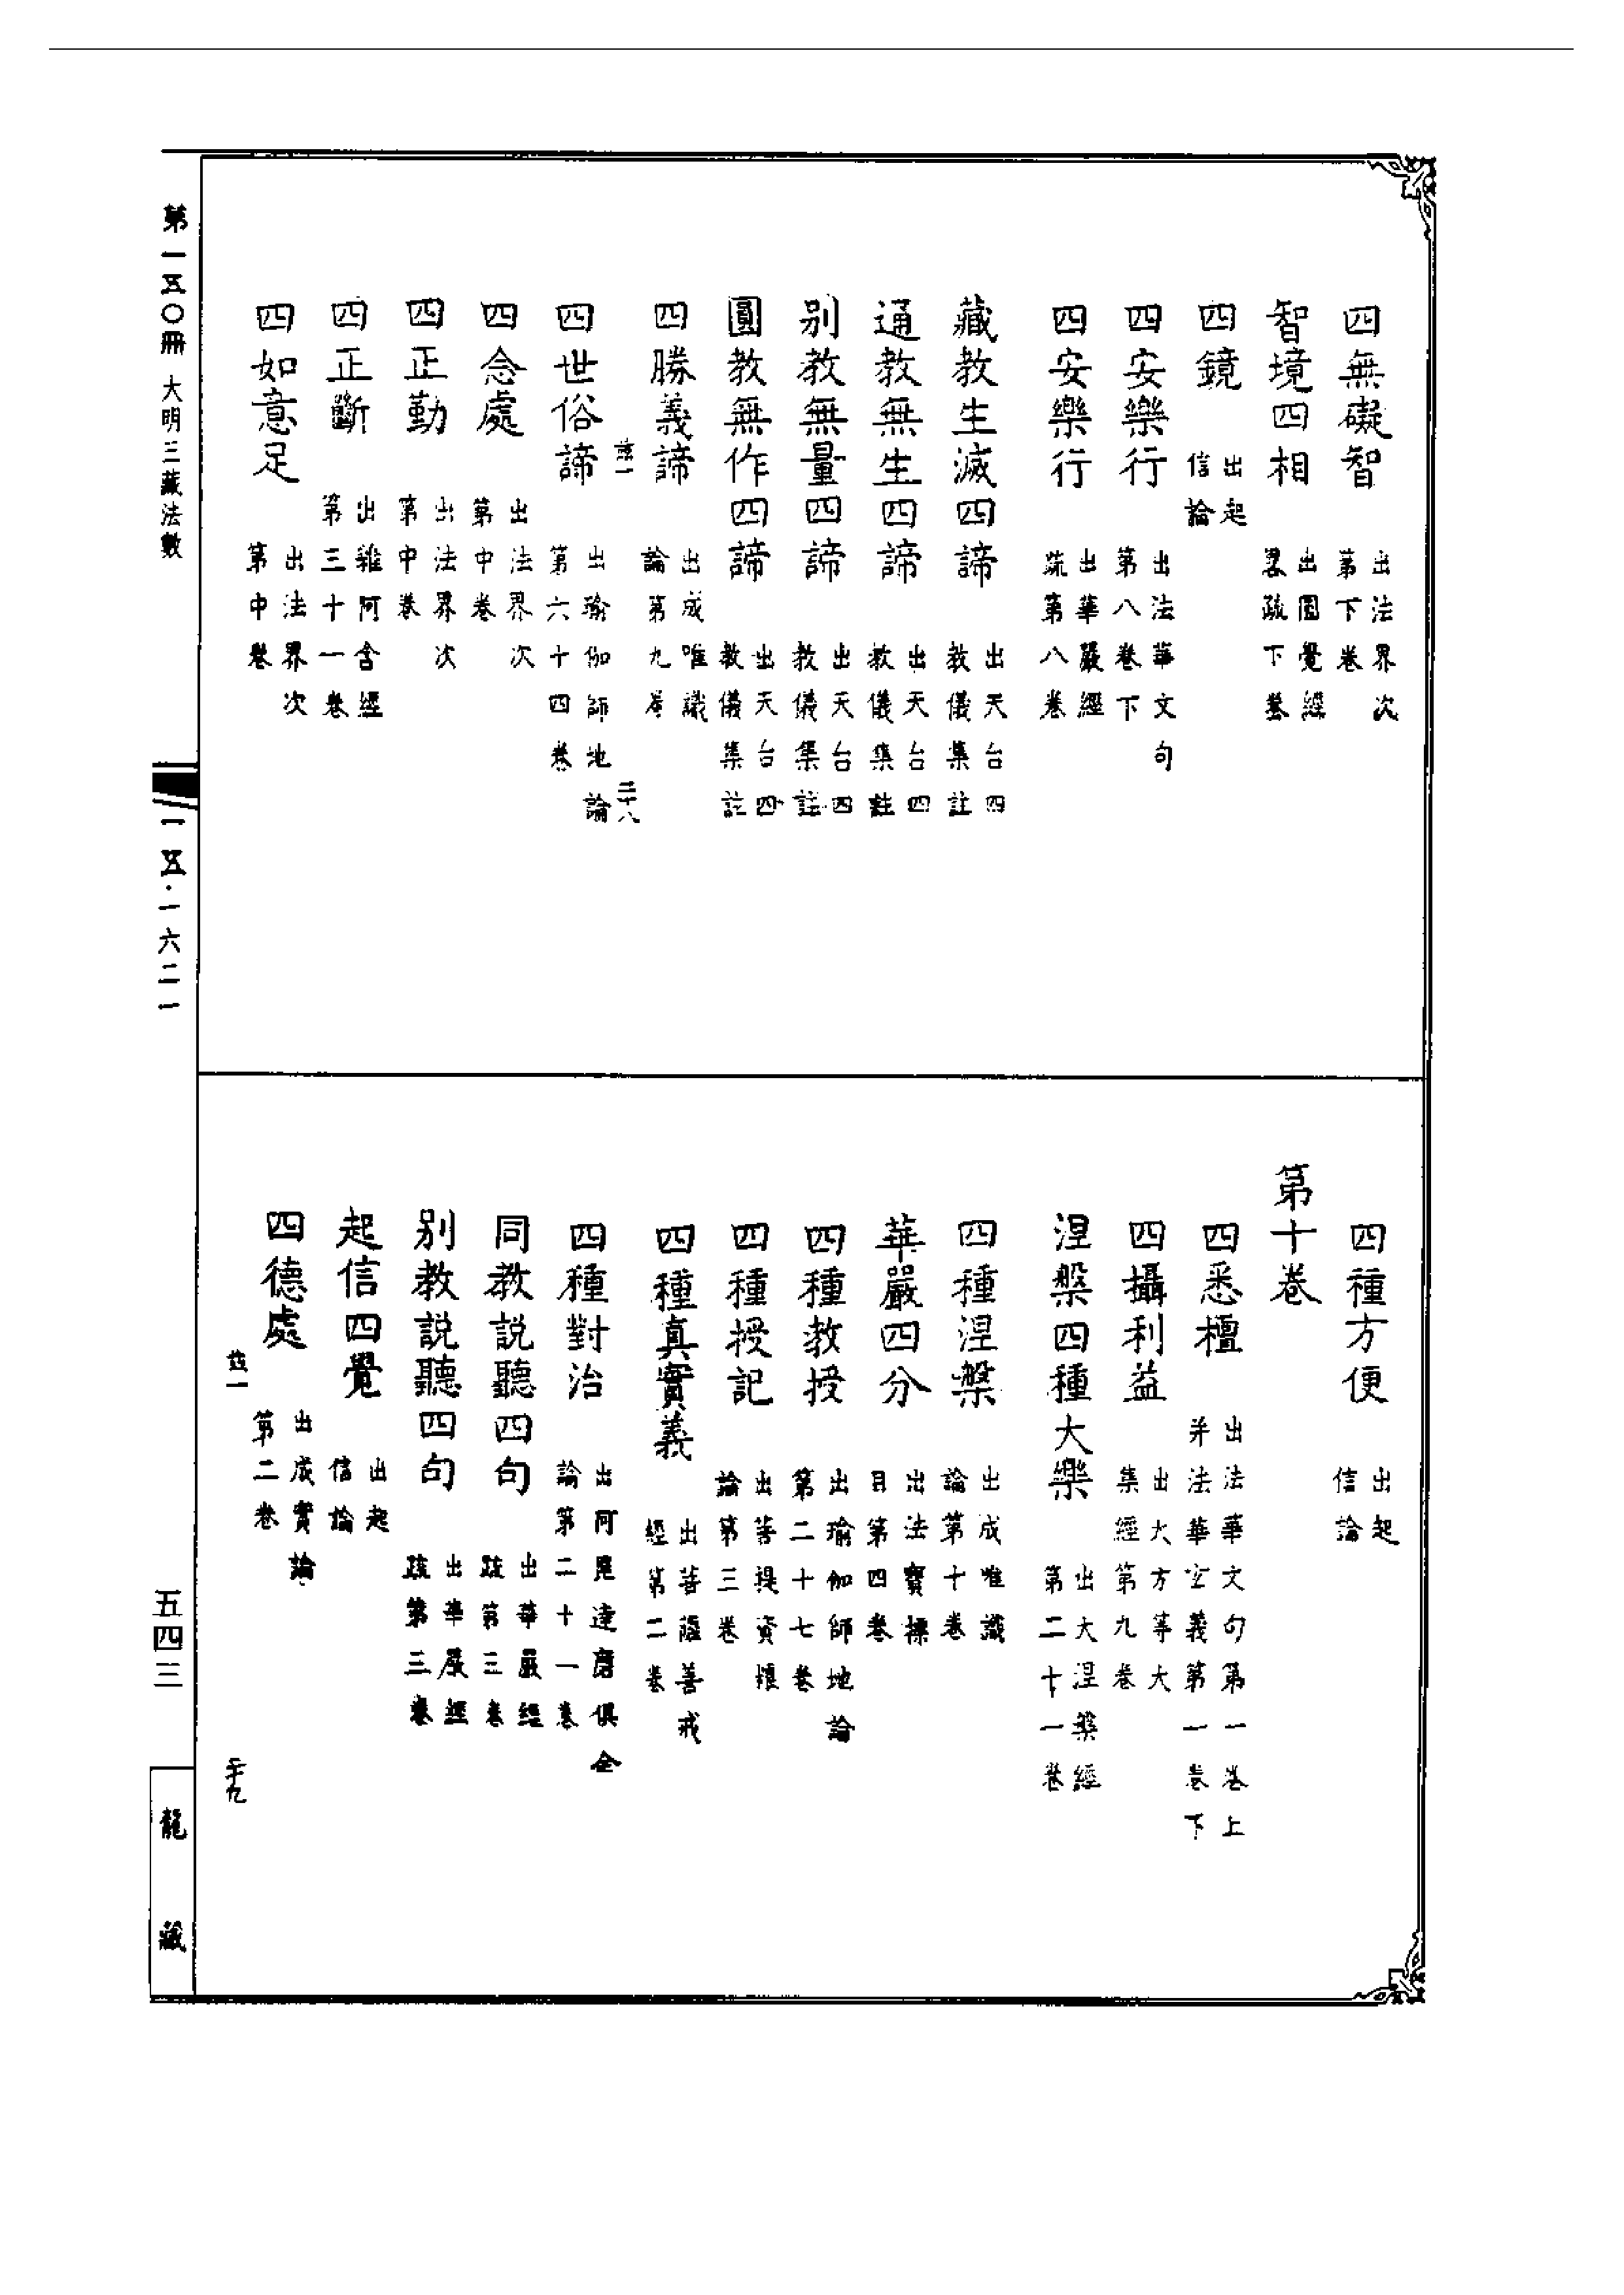 四無礙智 出法界次第下卷
智境四相 出圓覺經畧疏下卷
四鏡 出起信論
四安樂行 出法華文句第八卷下
四安樂行 出華嚴經疏第八卷
藏教生滅四諦 出天台四教儀集註
通教無生四諦 出天台四教儀集註
别教無量四諦 出天台四教儀集註
圓教無作四諦 出天台四教儀集註
四勝義諦 出成唯識論第九卷
二十八
四世俗諦 出瑜伽師地論第六十四卷
四念處 出法界次第中卷
四正勤 出法界次第中卷
四正斷 出雜阿含經第三十一卷
四如意足 出法界次第中卷
四種方便 出起信論
第十卷
四悉檀 出法華文句第一卷上并法華玄義第一卷下
四攝利益 出大方等大集經第九卷
涅槃四種大樂 出大涅槃經第二十一卷
四種涅槃 出成唯識論第十卷
華嚴四分 出法寶標目第四卷
四種教授 出瑜伽師地論第二十七卷
四種授記 出菩提資糧論第三卷
四種真實義 出菩薩善戒經第二卷
四種對治 出阿毘達磨俱舍論第二十一卷
同教説聽四句 出華嚴經疏第三卷
别教説聽四句 出華嚴經疏第三卷
起信四覺 出起信論
四德處 出成實論第二卷
二十九
第一五〇冊 大明三藏法數
一五·一六二一
五四三
龍藏